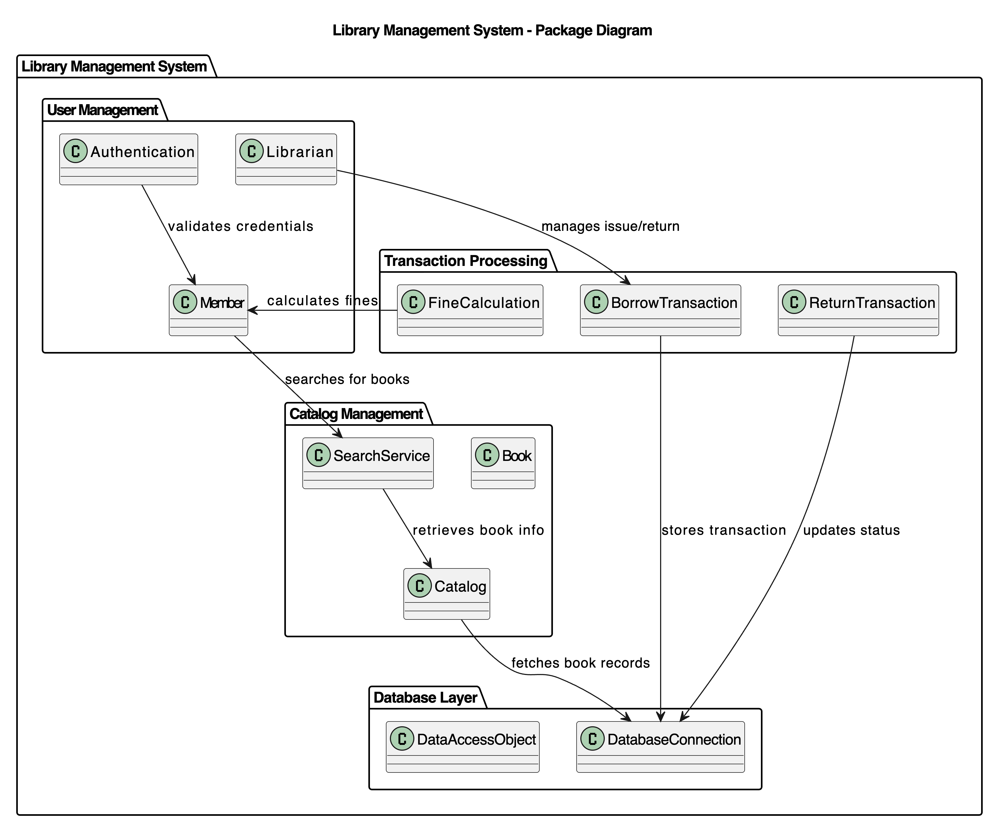 Library Management System - Package Diagram
Library Management System
User Management
C Authentication
C Librarian
validates credentials
manages issue/return
Transaction Processing
C Member
calculates fines
C FineCalculation
C BorrowTransaction
C ReturnTransaction
searches for books
Catalog Management
C SearchService
C Book
retrieves book info
stores transaction
updates status
C Catalog
fetches book records
Database Layer
C DataAccessObject
C DatabaseConnection